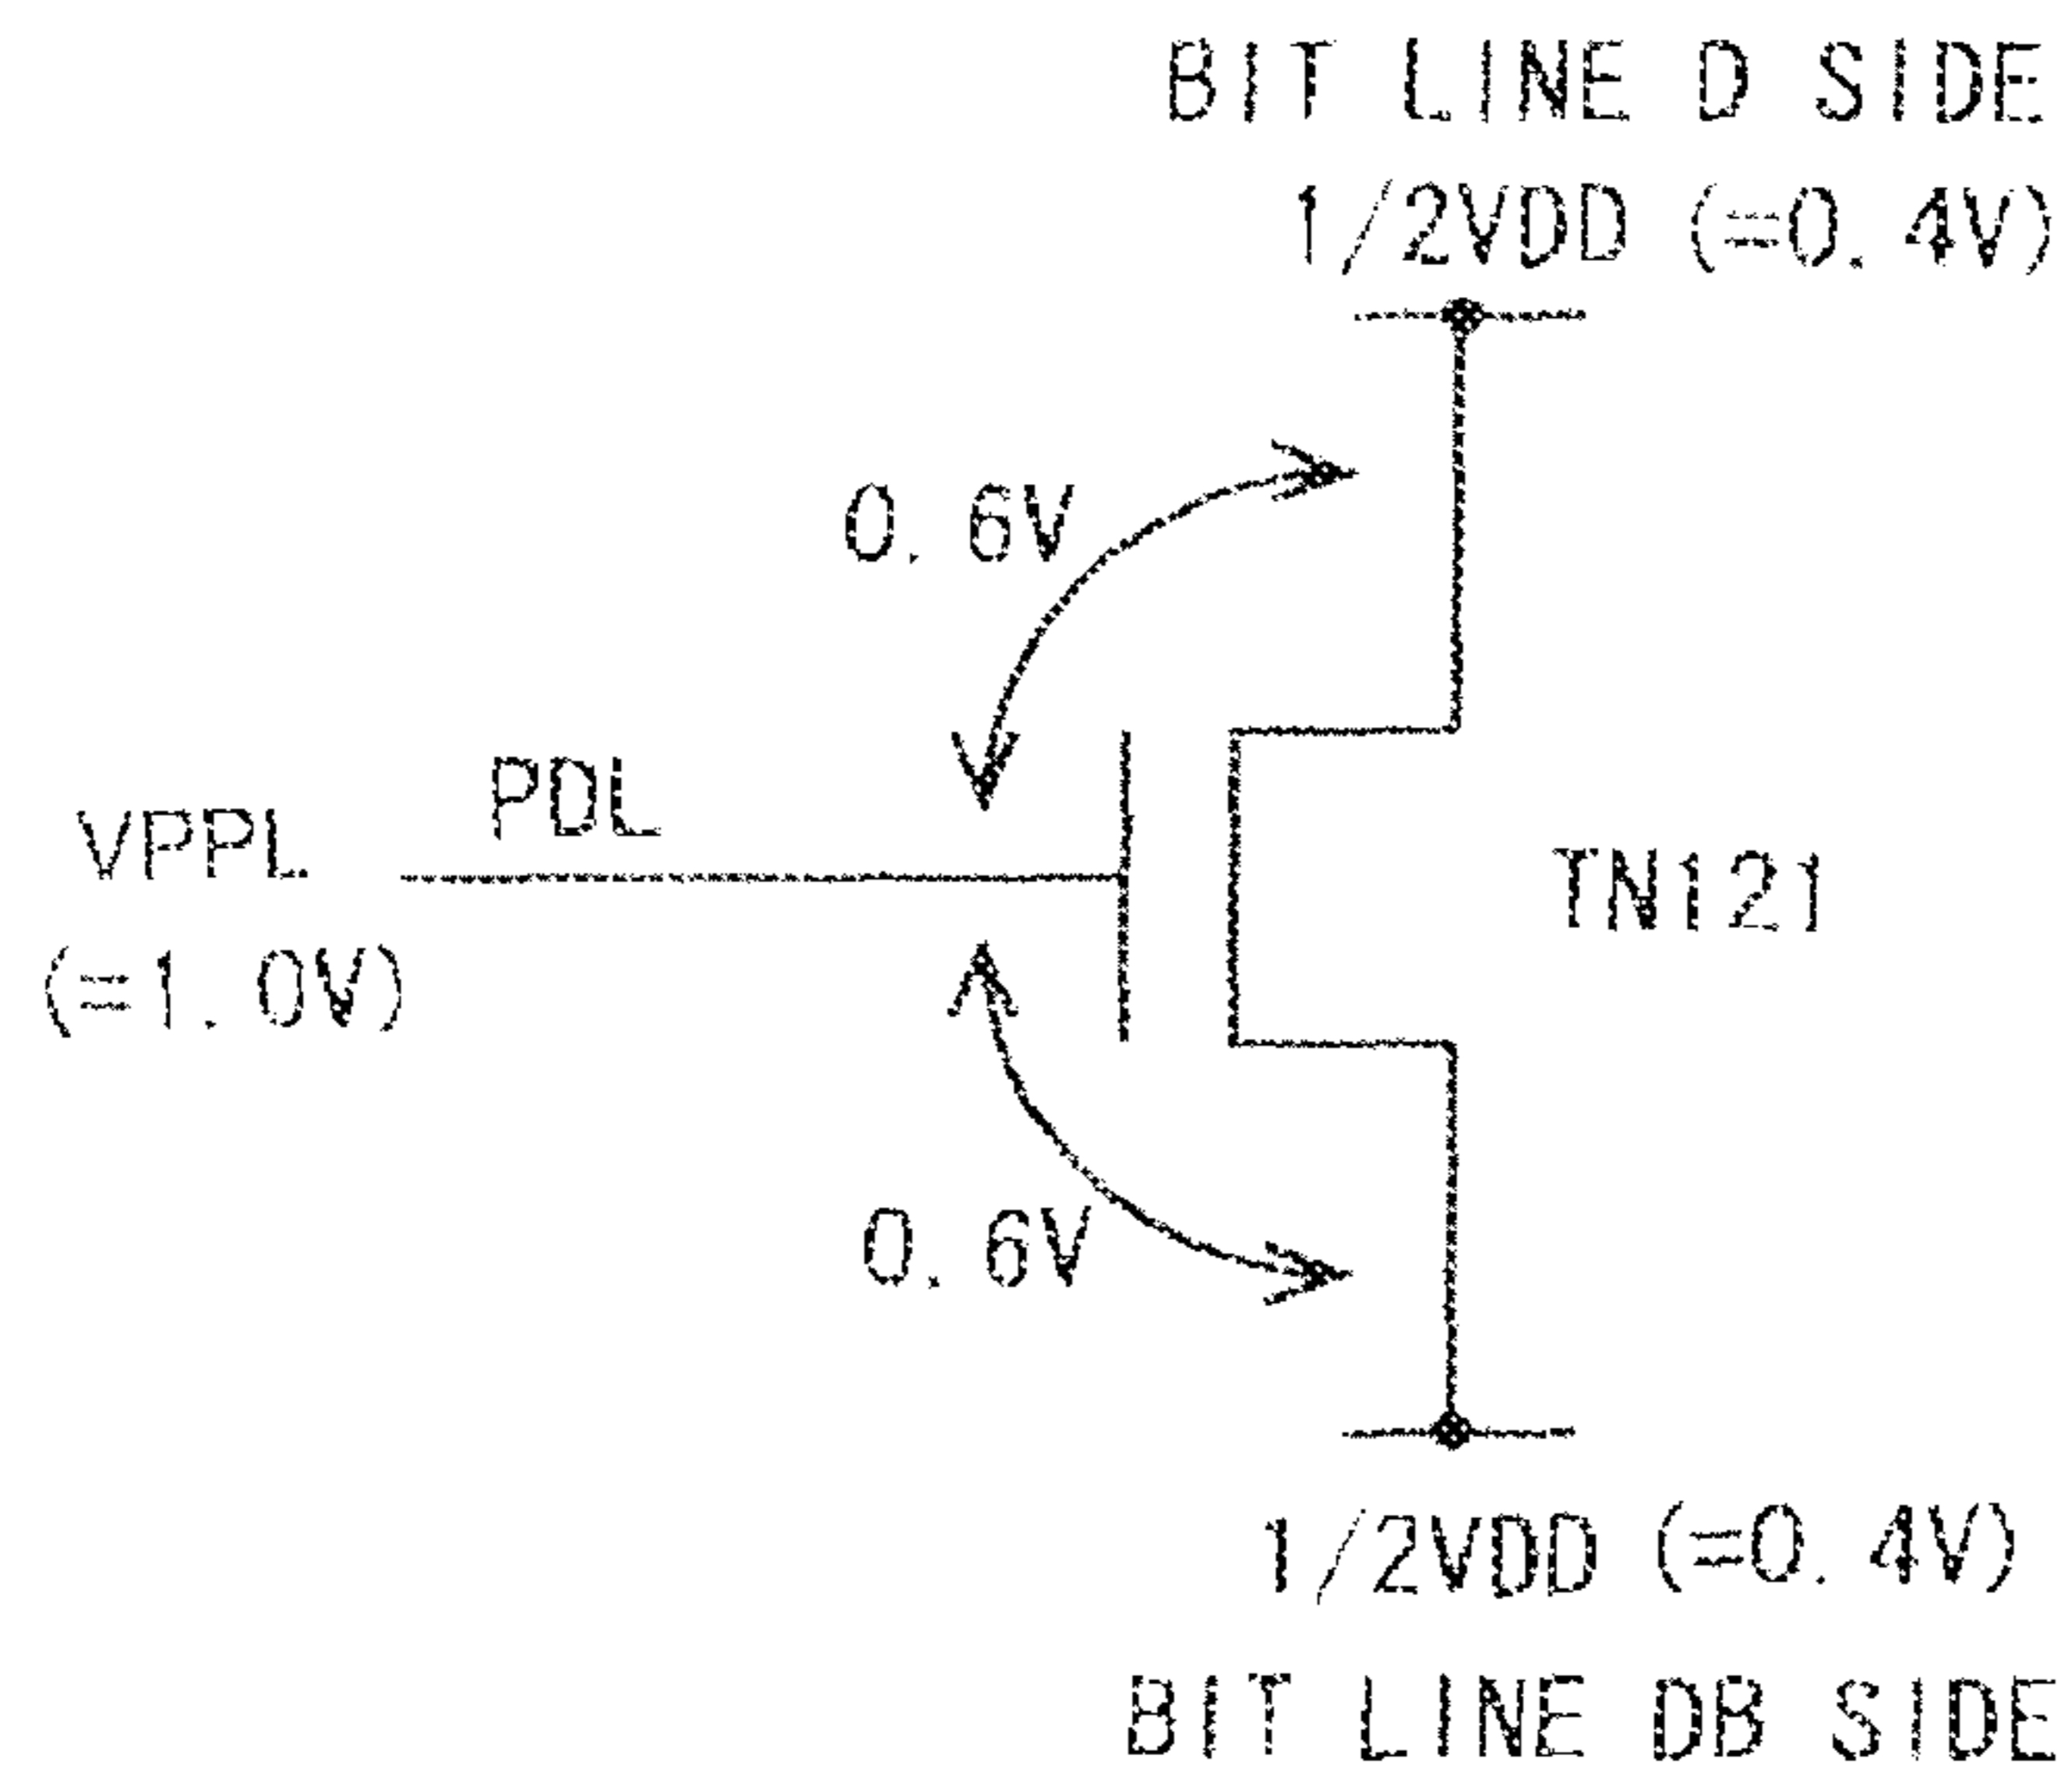 BIT LINE D SIDE
1/2VDD (=0.4V)
0.6V
PDL
VPPL
(=1.0V)
TN121
0.6V
1/2VDD (=0.4V)
BIT LINE DB SIDE